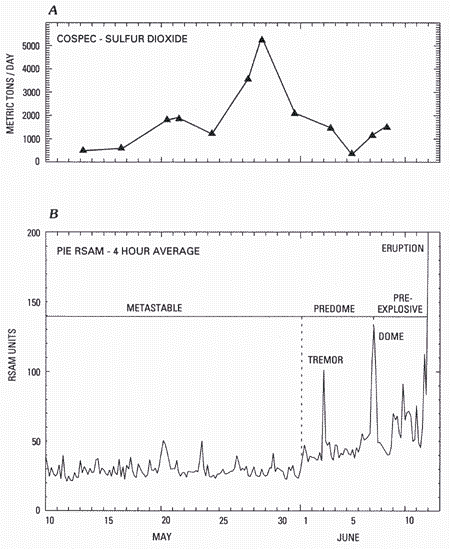 A
COSPEC - SULFUR DIOXIDE
METRIC TONS / DAY
5000
4000
3000
2000
1000
0
B
PIE RSAM - 4 HOUR AVERAGE
ERUPTION
METASTABLE
PREDOME
PRE-
EXPLOSIVE
TREMOR
DOME
RSAM UNITS
200
150
100
50
0
10 15 20 25 30 1 5 10
MAY JUNE